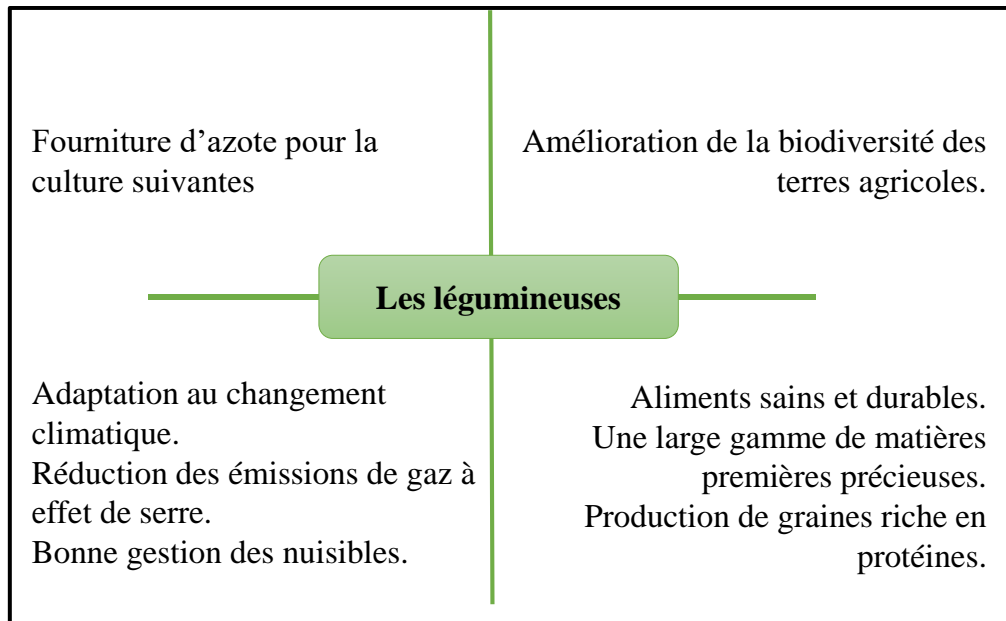 Fourniture d'azote pour la
culture suivantes
Amélioration de la biodiversité des
terres agricoles.
Les légumineuses
Adaptation au changement
climatique.
Réduction des émissions de gaz à
effet de serre.
Bonne gestion des nuisibles.
Aliments sains et durables.
Une large gamme de matières
premières précieuses.
Production de graines riche en
protéines.